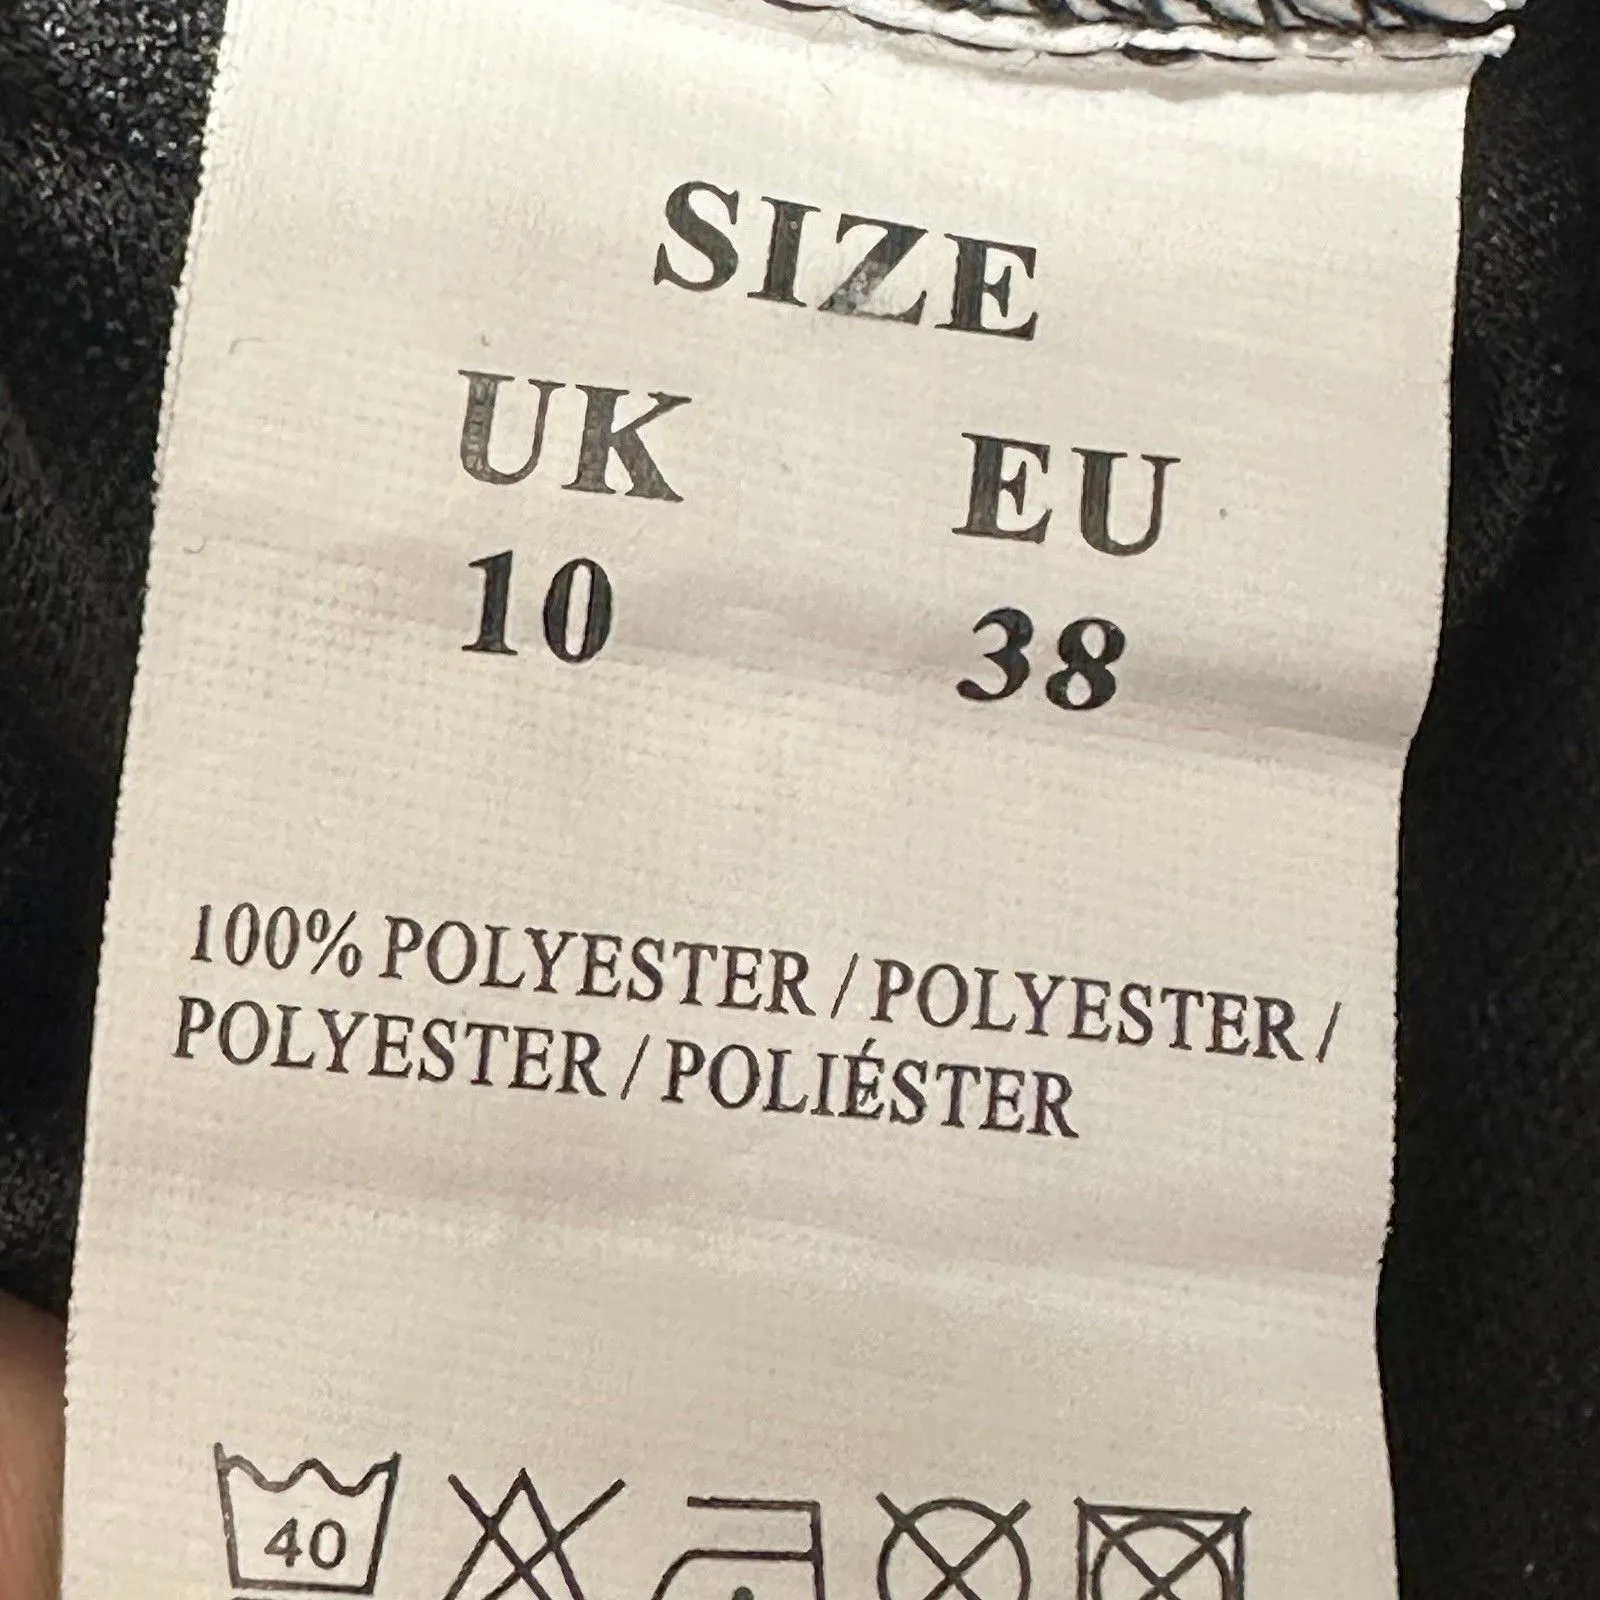 SIZE
UK EU
10 38
100% POLYESTER / POLYESTER /
POLYESTER / POLIÉSTER
40